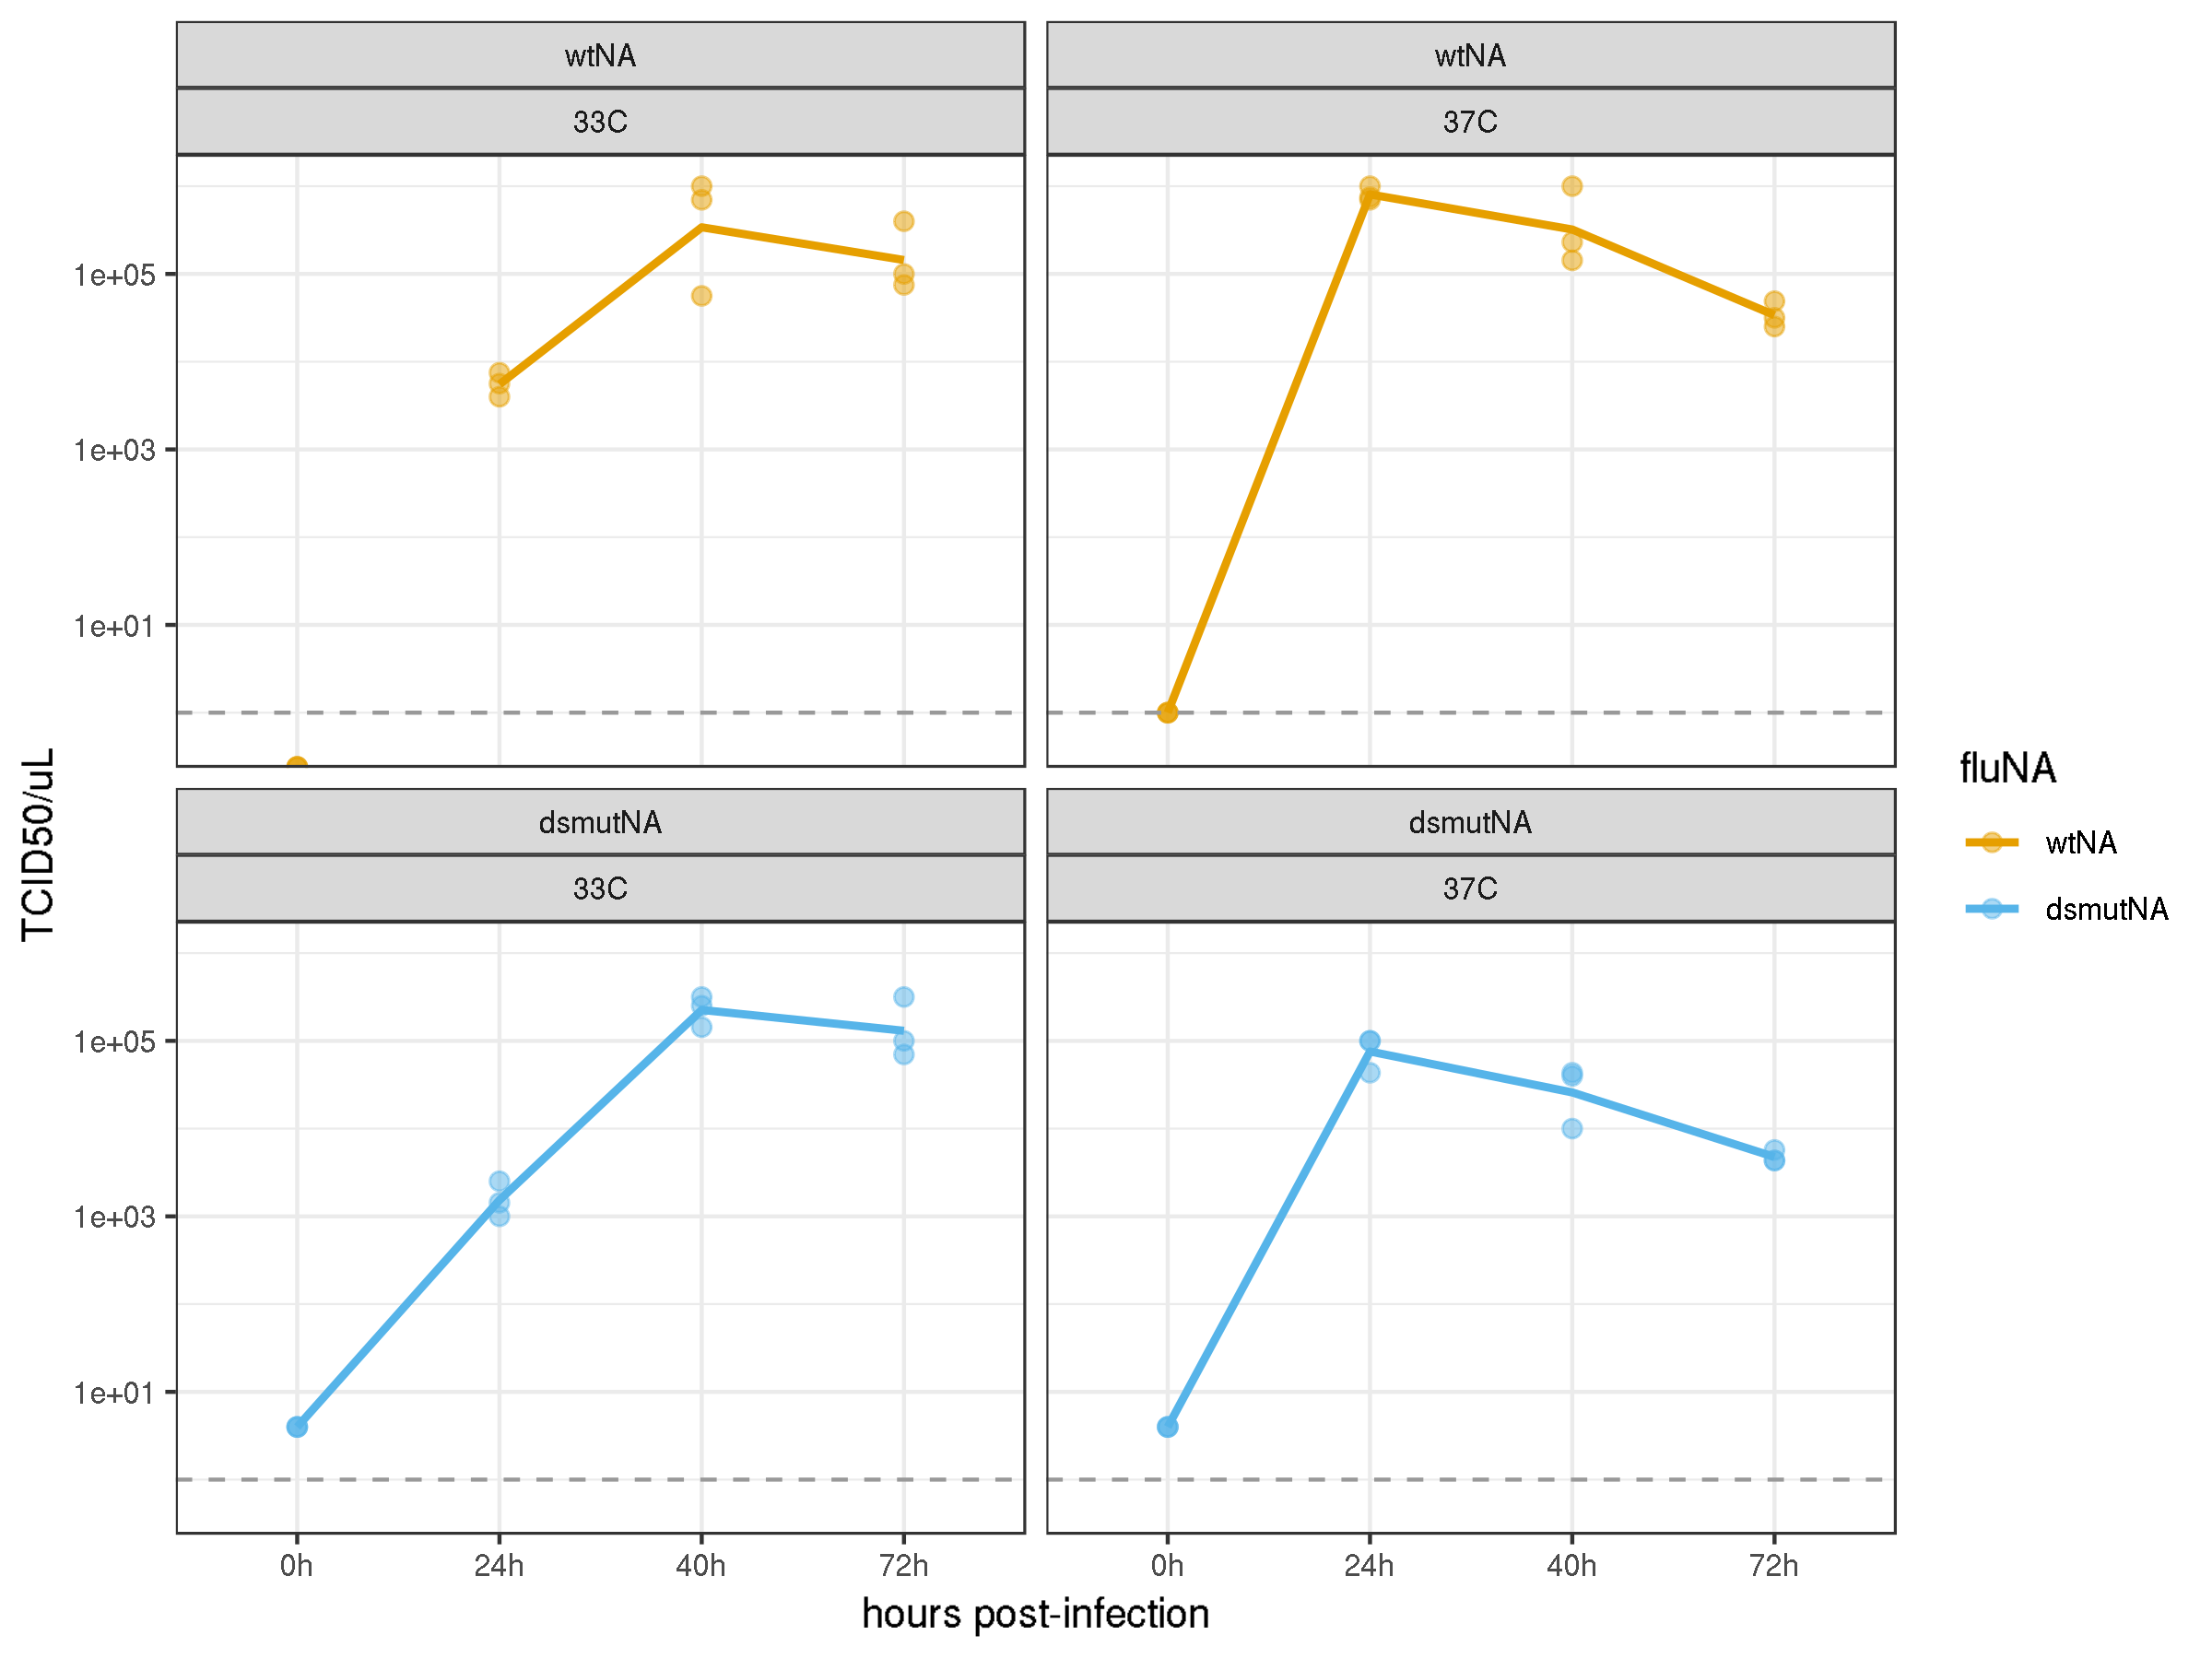 wtNA
wtNA
33C
37C
1e+05
1e+03
1e+01
dsmutNA
dsmutNA
33C
37C
1e+05
1e+03
1e+01
0h
24h
40h
72h
0h
24h
40h
72h
hours post-infection
TCID50/uL
fluNA
wtNA
dsmutNA